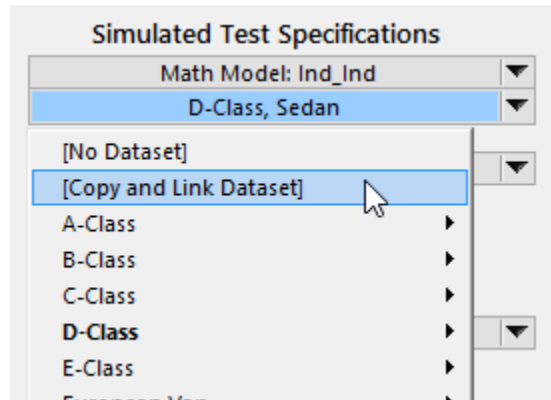 Simulated Test Specifications
Math Model: Ind_Ind
D-Class, Sedan
[No Dataset]
[Copy and Link Dataset]
A-Class
B-Class
C-Class
D-Class
E-Class